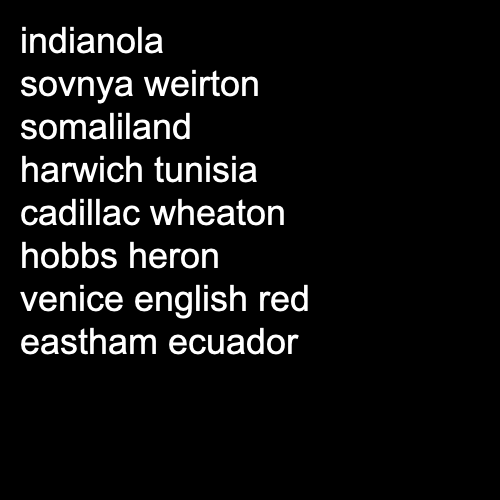 indianola
sovnya weirton
somaliland
harwich tunisia
cadillac wheaton
hobbs heron
venice english red
eastham ecuador